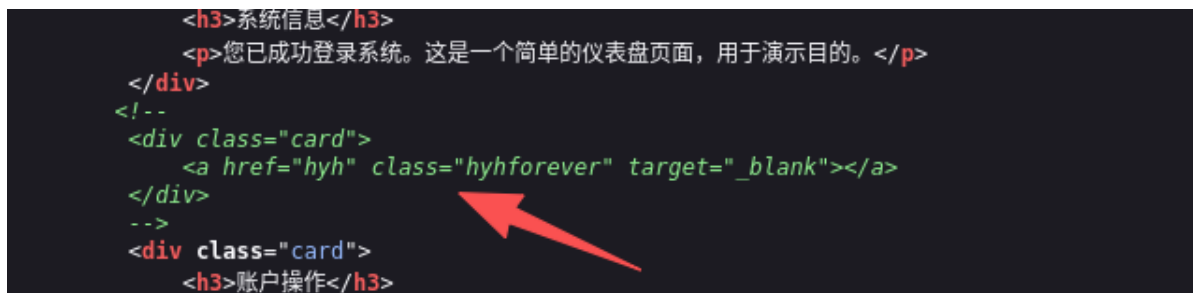 <h3>系统信息</h3>
<p>您已成功登录系统。这是一个简单的仪表盘页面，用于演示目的。</p>
</div>
<!--
<div class="card">
<a href="hyh" class="hyhforever" target="_blank"></a>
</div>
-->
<div class="card">
<h3>账户操作</h3>